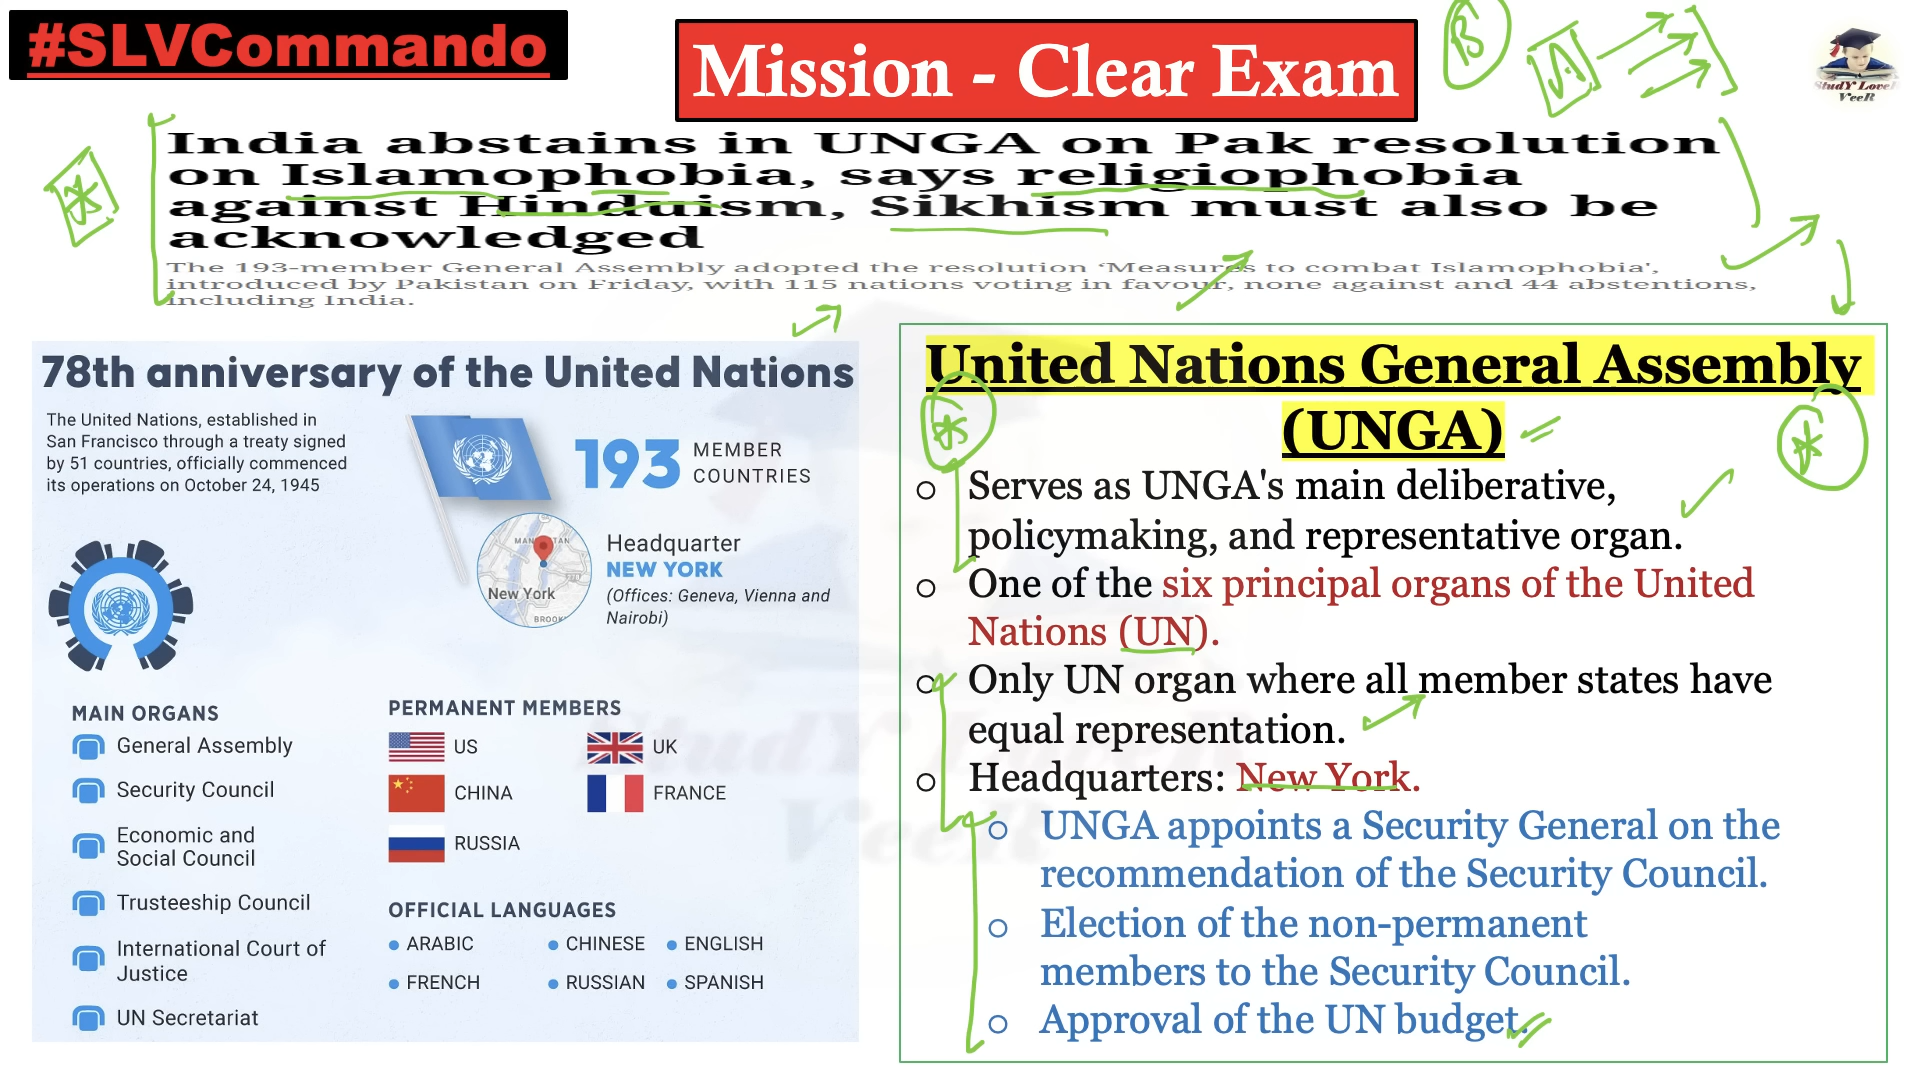 #SLVCommando
Mission - Clear Exam
StudY LoveR
VeeR
India abstains in UNGA on Pak resolution
on Islamophobia, says religiophobia
against Hinduism, Sikhism must also be
acknowledged
The 193-member General Assembly adopted the resolution ‘Measures to combat Islamophobia',
introduced by Pakistan on Friday, with 115 nations voting in favour, none against and 44 abstentions,
including India.
78th anniversary of the United Nations
The United Nations, established in
San Francisco through a treaty signed
by 51 countries, officially commenced
its operations on October 24, 1945
193 MEMBER
COUNTRIES
Headquarter
NEW YORK
(Offices: Geneva, Vienna and
Nairobi)
New York
MAIN ORGANS
General Assembly
Security Council
Economic and
Social Council
Trusteeship Council
International Court of
Justice
UN Secretariat
PERMANENT MEMBERS
US UK
CHINA FRANCE
RUSSIA
OFFICIAL LANGUAGES
ARABIC CHINESE ENGLISH
FRENCH RUSSIAN SPANISH
United Nations General Assembly
(UNGA)
Serves as UNGA's main deliberative,
policymaking, and representative organ.
One of the six principal organs of the United
Nations (UN).
Only UN organ where all member states have
equal representation.
Headquarters: New York.
UNGA appoints a Security General on the
recommendation of the Security Council.
Election of the non-permanent
members to the Security Council.
Approval of the UN budget.
StudY LoveR
VeeR